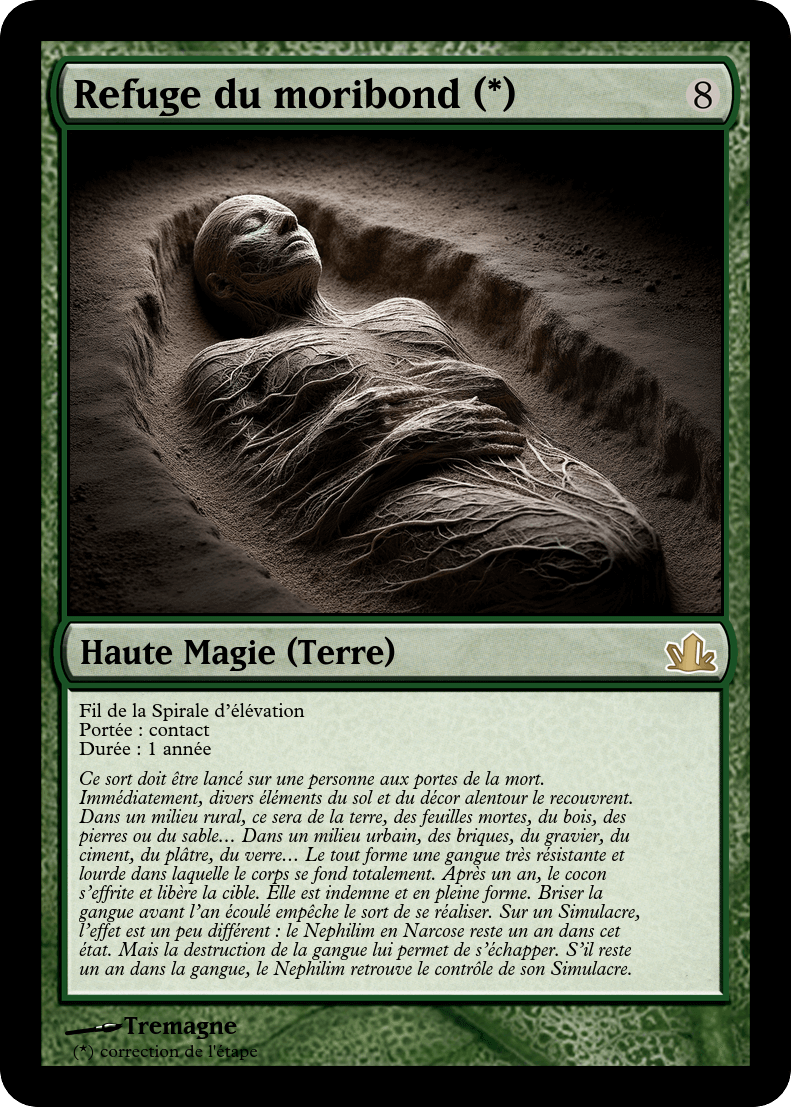 Refuge du moribond (*)
8
Haute Magie (Terre)
Fil de la Spirale d'élévation
Portée : contact
Durée : 1 année
Ce sort doit être lancé sur une personne aux portes de la mort.
Immédiatement, divers éléments du sol et du décor alentour le recouvrent.
Dans un milieu rural, ce sera de la terre, des feuilles mortes, du bois, des
pierres ou du sable... Dans un milieu urbain, des briques, du gravier, du
ciment, du plâtre, du verre... Le tout forme une gangue très résistante et
lourde dans laquelle le corps se fond totalement. Après un an, le cocon
s'effrite et libère la cible. Elle est indemne et en pleine forme. Briser la
gangue avant l'an écoulé empêche le sort de se réaliser. Sur un Simulacre,
l'effet est un peu différent : le Nephilim en Narcose reste un an dans cet
état. Mais la destruction de la gangue lui permet de s'échapper. S'il reste
un an dans la gangue, le Nephilim retrouve le contrôle de son Simulacre.
Tremagne
(*) correction de l'étape